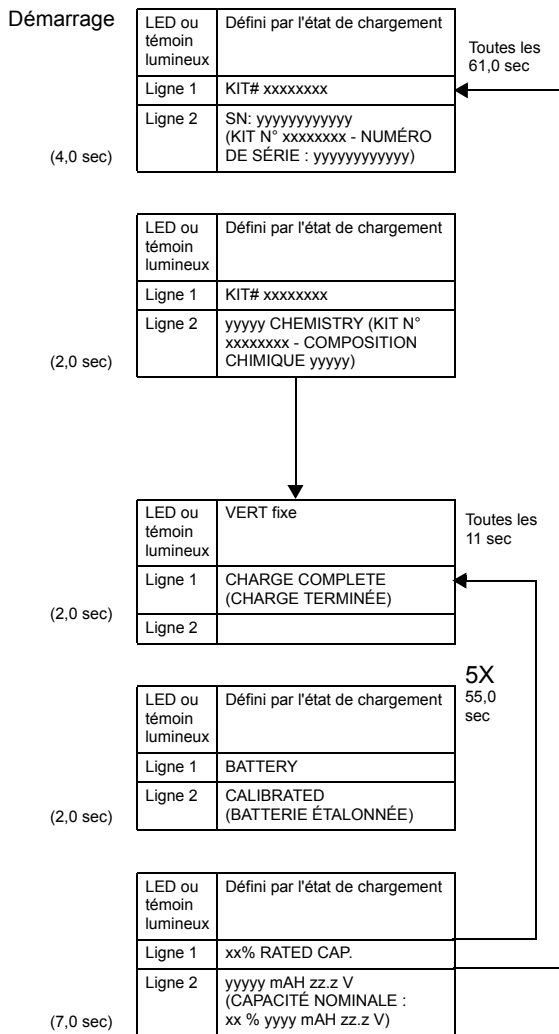 Démarrage
LED ou
témoin
lumineux
Défini par l'état de chargement
Toutes les
61,0 sec
Ligne 1
KIT# xxxxxxxx
Ligne 2
SN: yyyyyyyyyyyy
(KIT N° xxxxxxxx - NUMÉRO
DE SÉRIE : yyyyyyyyyyyy)
(4,0 sec)
LED ou
témoin
lumineux
Défini par l'état de chargement
Ligne 1
KIT# xxxxxxxx
Ligne 2
yyyyy CHEMISTRY (KIT N°
xxxxxxxx - COMPOSITION
CHIMIQUE yyyyy)
(2,0 sec)
LED ou
témoin
lumineux
VERT fixe
Toutes les
11 sec
Ligne 1
CHARGE COMPLETE
(CHARGE TERMINÉE)
(2,0 sec)
Ligne 2
5X
55,0
sec
LED ou
témoin
lumineux
Défini par l'état de chargement
Ligne 1
BATTERY
Ligne 2
CALIBRATED
(BATTERIE ÉTALONNÉE)
(2,0 sec)
LED ou
témoin
lumineux
Défini par l'état de chargement
Ligne 1
xx% RATED CAP.
Ligne 2
yyyyy mAH zz.z V
(CAPACITÉ NOMINALE :
xx % yyyy mAH zz.z V)
(7,0 sec)